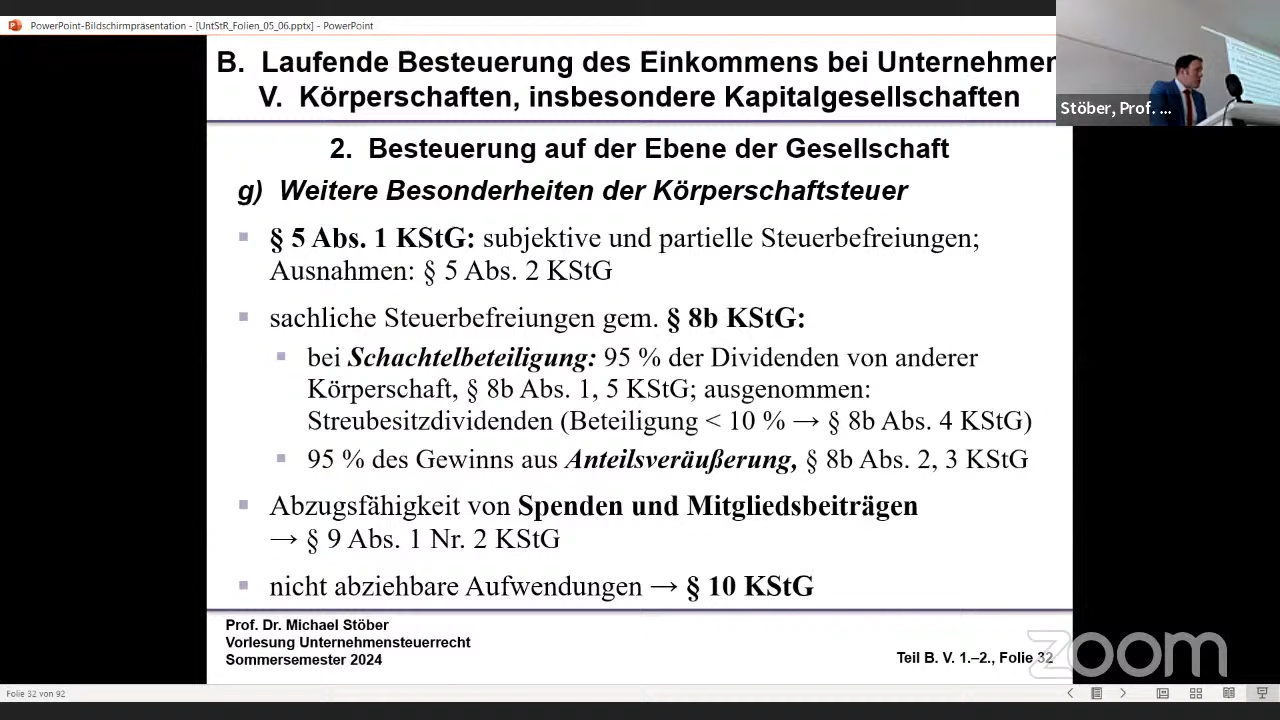 PowerPoint-Bildschirmpräsentation - [UntStR_Folien_05_06.pptx] - PowerPoint
B. Laufende Besteuerung des Einkommens bei Unternehmen
V. Körperschaften, insbesondere Kapitalgesellschaften
Stöber, Prof. ...
2. Besteuerung auf der Ebene der Gesellschaft
g) Weitere Besonderheiten der Körperschaftsteuer
§ 5 Abs. 1 KStG: subjektive und partielle Steuerbefreiungen;
Ausnahmen: § 5 Abs. 2 KStG
sachliche Steuerbefreiungen gem. § 8b KStG:
bei Schachtelbeteiligung: 95 % der Dividenden von anderer
Körperschaft, § 8b Abs. 1, 5 KStG; ausgenommen:
Streubesitzdividenden (Beteiligung < 10 % → § 8b Abs. 4 KStG)
95 % des Gewinns aus Anteilsveräußerung, § 8b Abs. 2, 3 KStG
Abzugsfähigkeit von Spenden und Mitgliedsbeiträgen
→ § 9 Abs. 1 Nr. 2 KStG
nicht abziehbare Aufwendungen → § 10 KStG
Prof. Dr. Michael Stöber
Vorlesung Unternehmensteuerrecht
Sommersemester 2024
Teil B. V. 1.–2., Folie 32
zoom
Folie 32 von 92